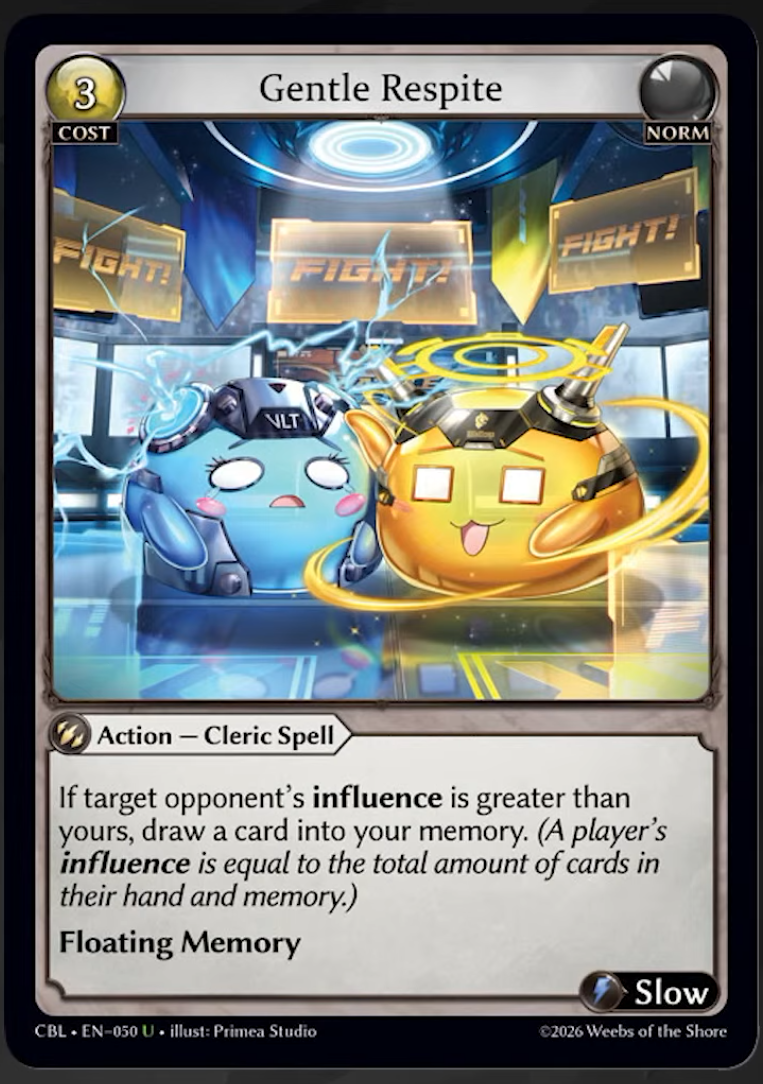 3
Gentle Respite
COST
NORM
FIGHT!
FIGHT!
FIGHT!
VLT
Action — Cleric Spell
If target opponent's influence is greater than
yours, draw a card into your memory. (A player's
influence is equal to the total amount of cards in
their hand and memory.)
Floating Memory
Slow
CBL • EN–050 U • illust: Primea Studio
©2026 Weebs of the Shore